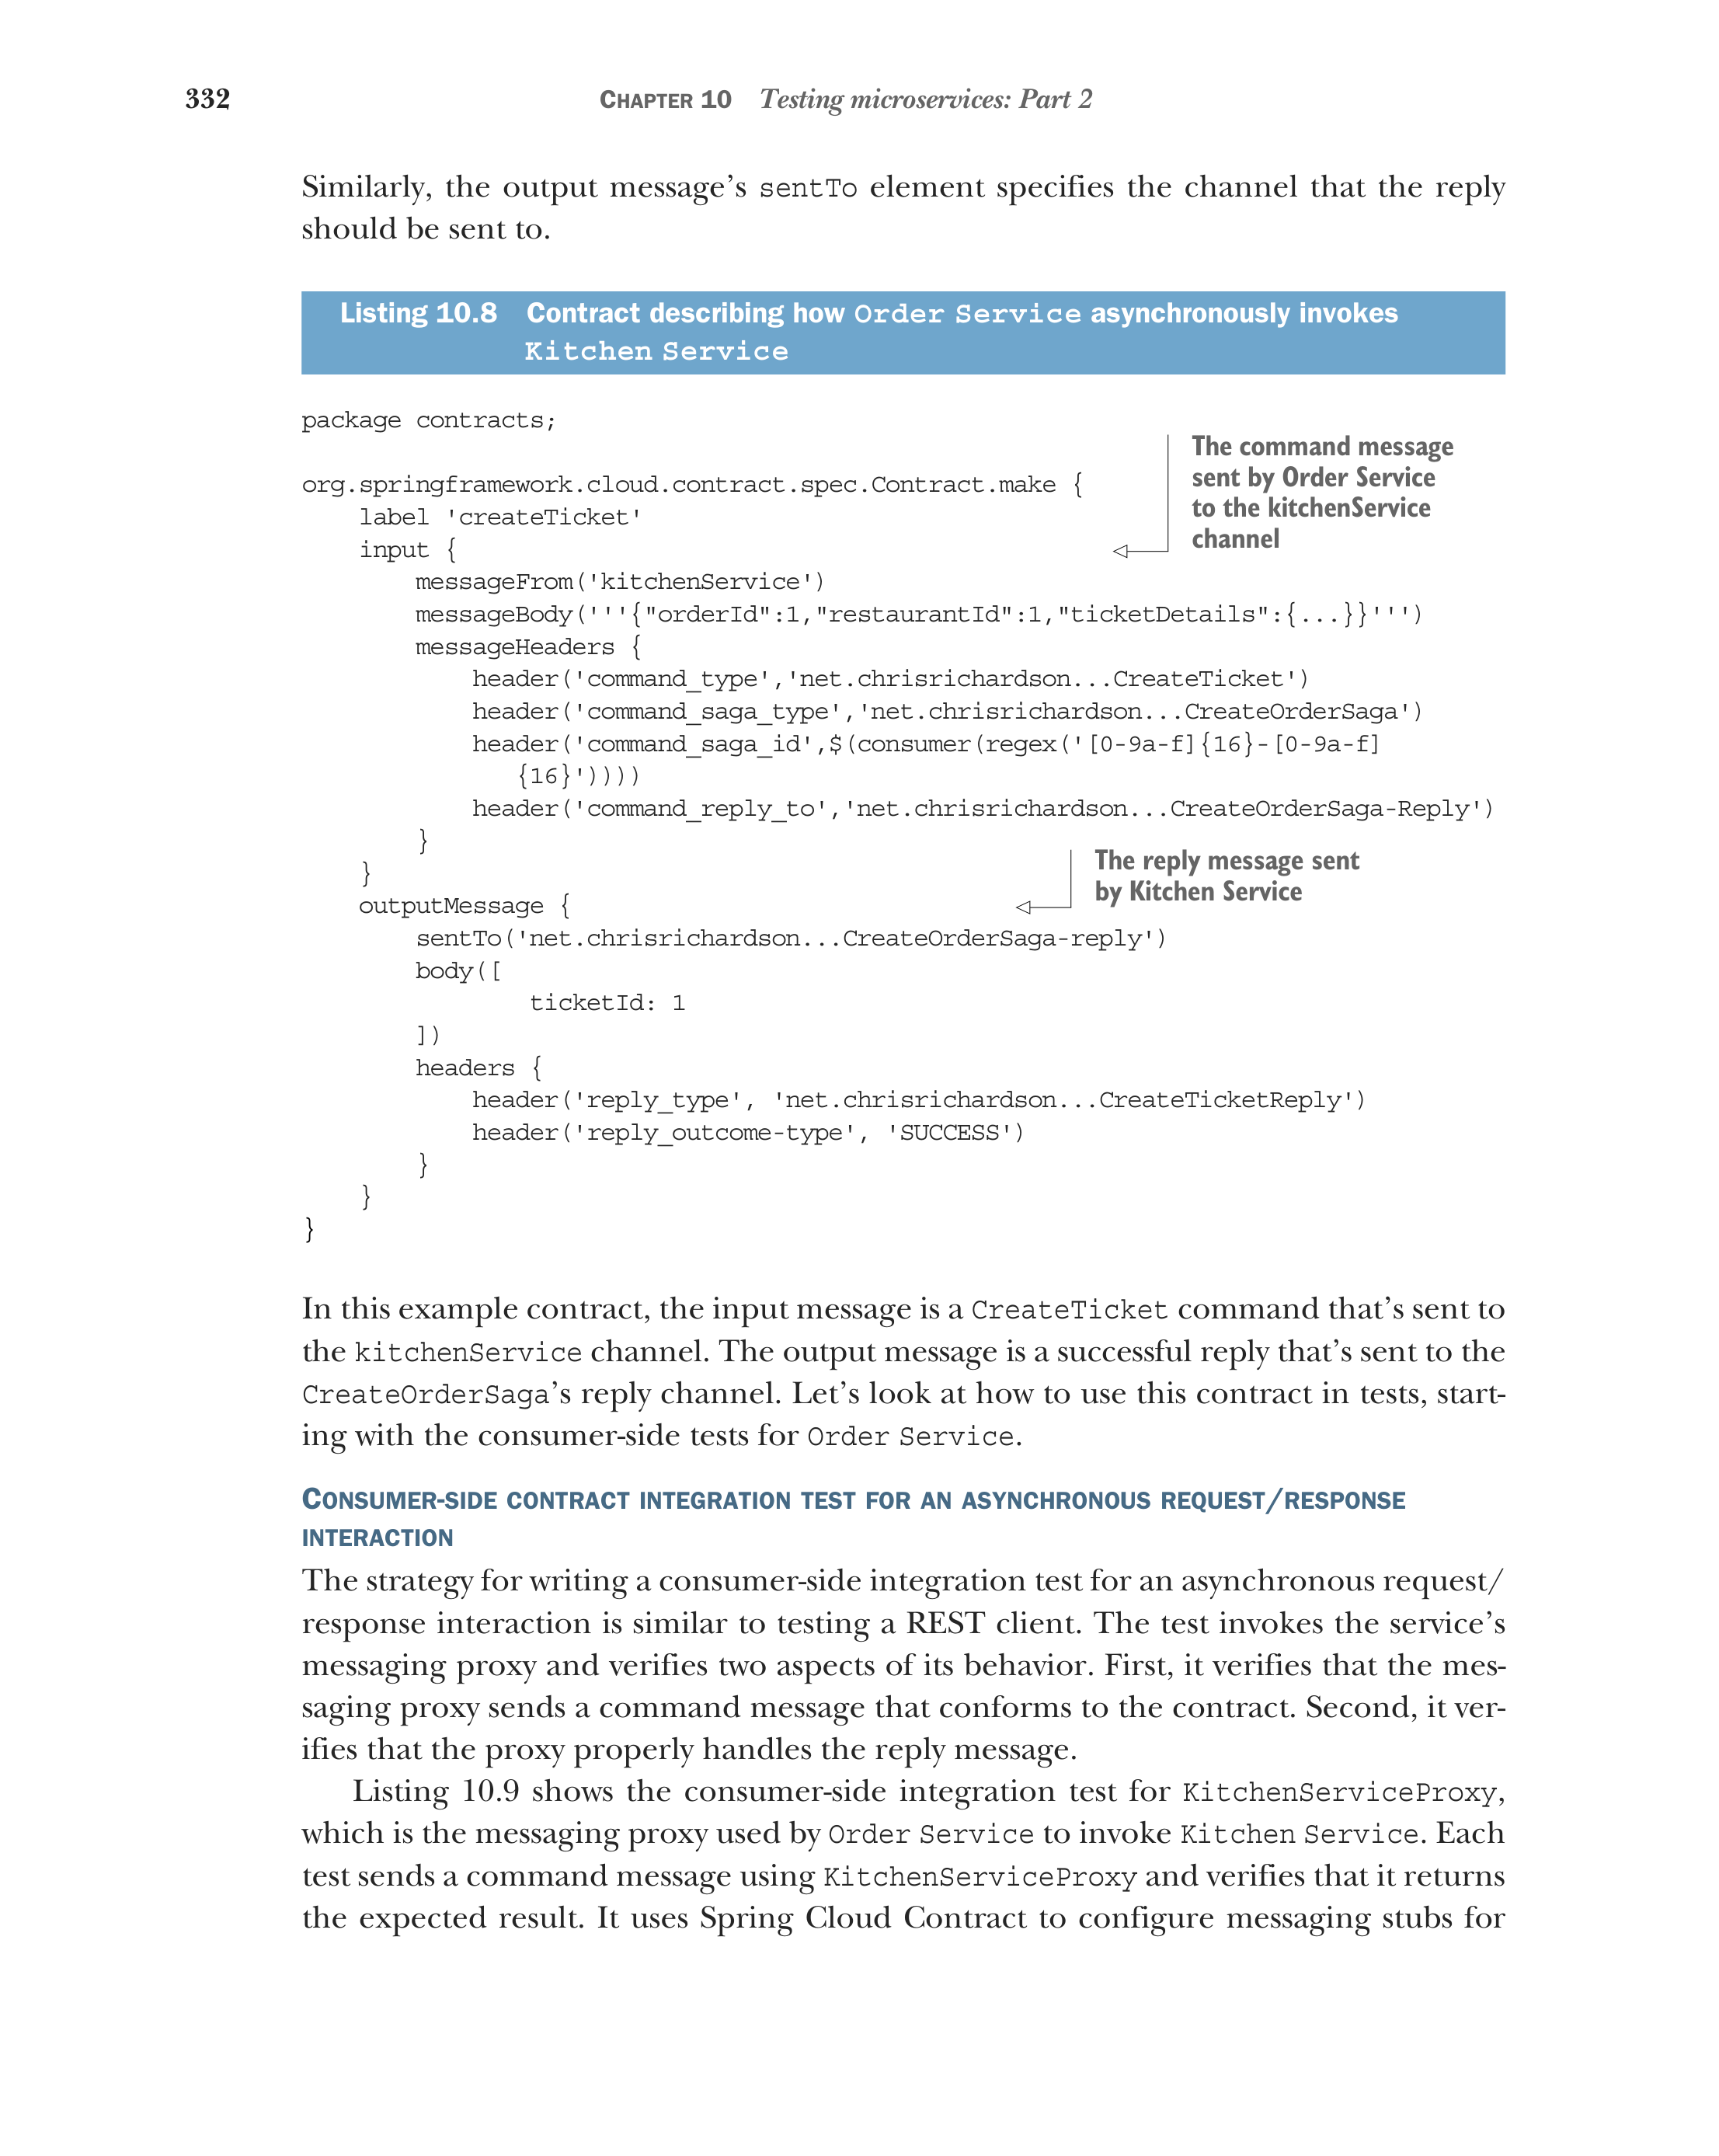 332
CHAPTER 10 Testing microservices: Part 2
Similarly, the output message’s sentTo element specifies the channel that the reply
should be sent to.
Listing 10.8 Contract describing how Order Service asynchronously invokes
Kitchen Service
package contracts;
The command message
sent by Order Service
to the kitchenService
channel
org.springframework.cloud.contract.spec.Contract.make {
    label 'createTicket'
    input {
        messageFrom('kitchenService')
        messageBody('''{"orderId":1,"restaurantId":1,"ticketDetails":{...}}''')
        messageHeaders {
            header('command_type','net.chrisrichardson...CreateTicket')
            header('command_saga_type','net.chrisrichardson...CreateOrderSaga')
            header('command_saga_id',$(consumer(regex('[0-9a-f]{16}-[0-9a-f]
               {16}'))))
            header('command_reply_to','net.chrisrichardson...CreateOrderSaga-Reply')
        }
    }
The reply message sent
by Kitchen Service
    outputMessage {
        sentTo('net.chrisrichardson...CreateOrderSaga-reply')
        body([
                ticketId: 1
        ])
        headers {
            header('reply_type', 'net.chrisrichardson...CreateTicketReply')
            header('reply_outcome-type', 'SUCCESS')
        }
    }
}
In this example contract, the input message is a CreateTicket command that’s sent to
the kitchenService channel. The output message is a successful reply that’s sent to the
CreateOrderSaga’s reply channel. Let’s look at how to use this contract in tests, start-
ing with the consumer-side tests for Order Service.
CONSUMER-SIDE CONTRACT INTEGRATION TEST FOR AN ASYNCHRONOUS REQUEST/RESPONSE
INTERACTION
The strategy for writing a consumer-side integration test for an asynchronous request/
response interaction is similar to testing a REST client. The test invokes the service’s
messaging proxy and verifies two aspects of its behavior. First, it verifies that the mes-
saging proxy sends a command message that conforms to the contract. Second, it ver-
ifies that the proxy properly handles the reply message.
Listing 10.9 shows the consumer-side integration test for KitchenServiceProxy,
which is the messaging proxy used by Order Service to invoke Kitchen Service. Each
test sends a command message using KitchenServiceProxy and verifies that it returns
the expected result. It uses Spring Cloud Contract to configure messaging stubs for